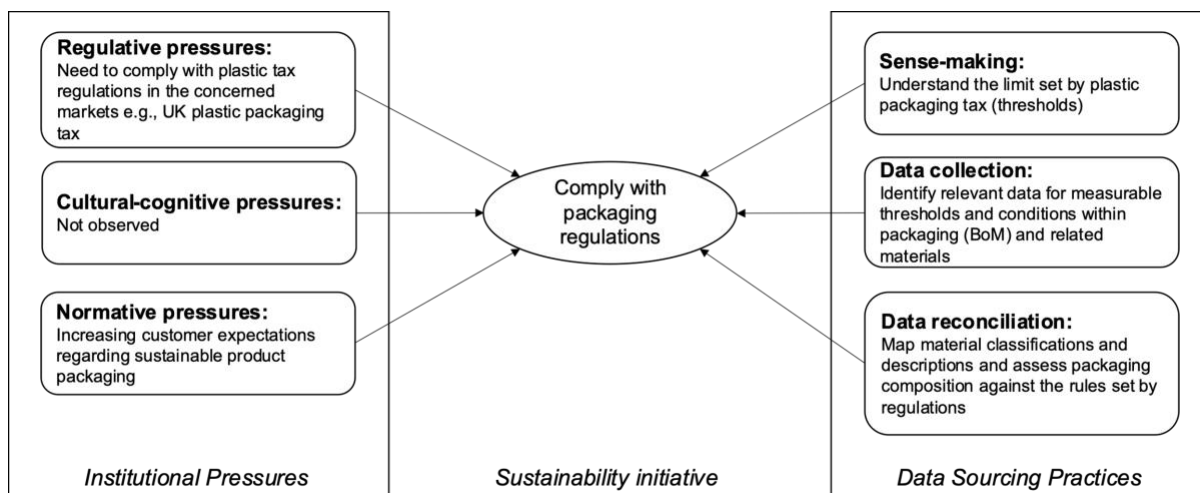 Regulative pressures:
Need to comply with plastic tax
regulations in the concerned
markets e.g., UK plastic packaging
tax
Cultural-cognitive pressures:
Not observed
Normative pressures:
Increasing customer expectations
regarding sustainable product
packaging
Institutional Pressures
Comply with
packaging
regulations
Sustainability initiative
Sense-making:
Understand the limit set by plastic
packaging tax (thresholds)
Data collection:
Identify relevant data for measurable
thresholds and conditions within
packaging (BoM) and related
materials
Data reconciliation:
Map material classifications and
descriptions and assess packaging
composition against the rules set by
regulations
Data Sourcing Practices